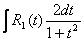 ∫ R₁(t) 2dt / 1+t²